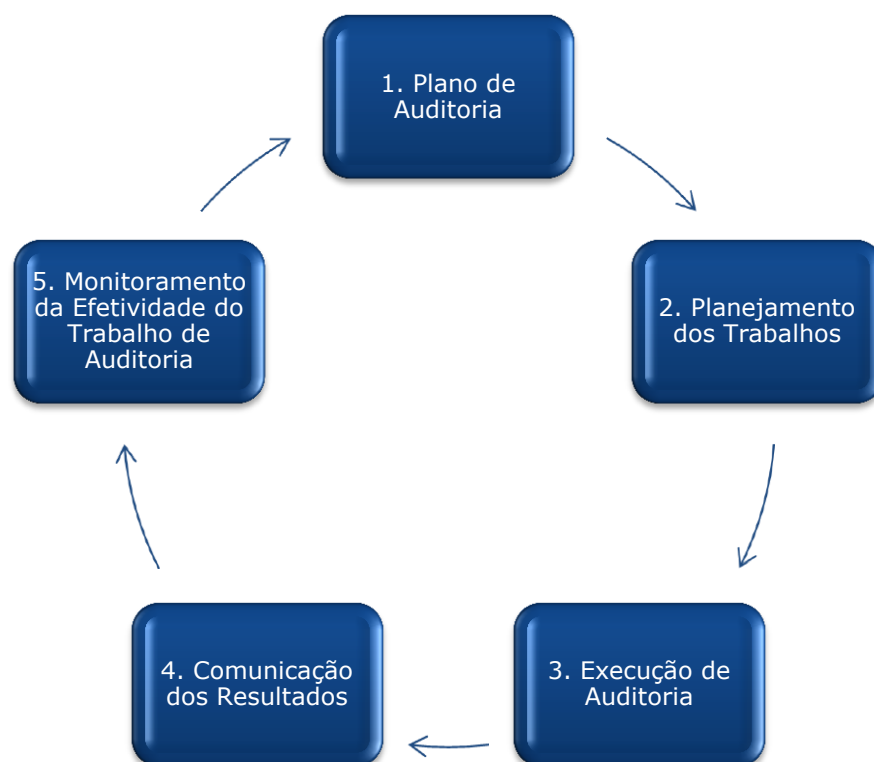 1. Plano de
Auditoria
2. Planejamento
dos Trabalhos
3. Execução de
Auditoria
4. Comunicação
dos Resultados
5. Monitoramento
da Efetividade do
Trabalho de
Auditoria